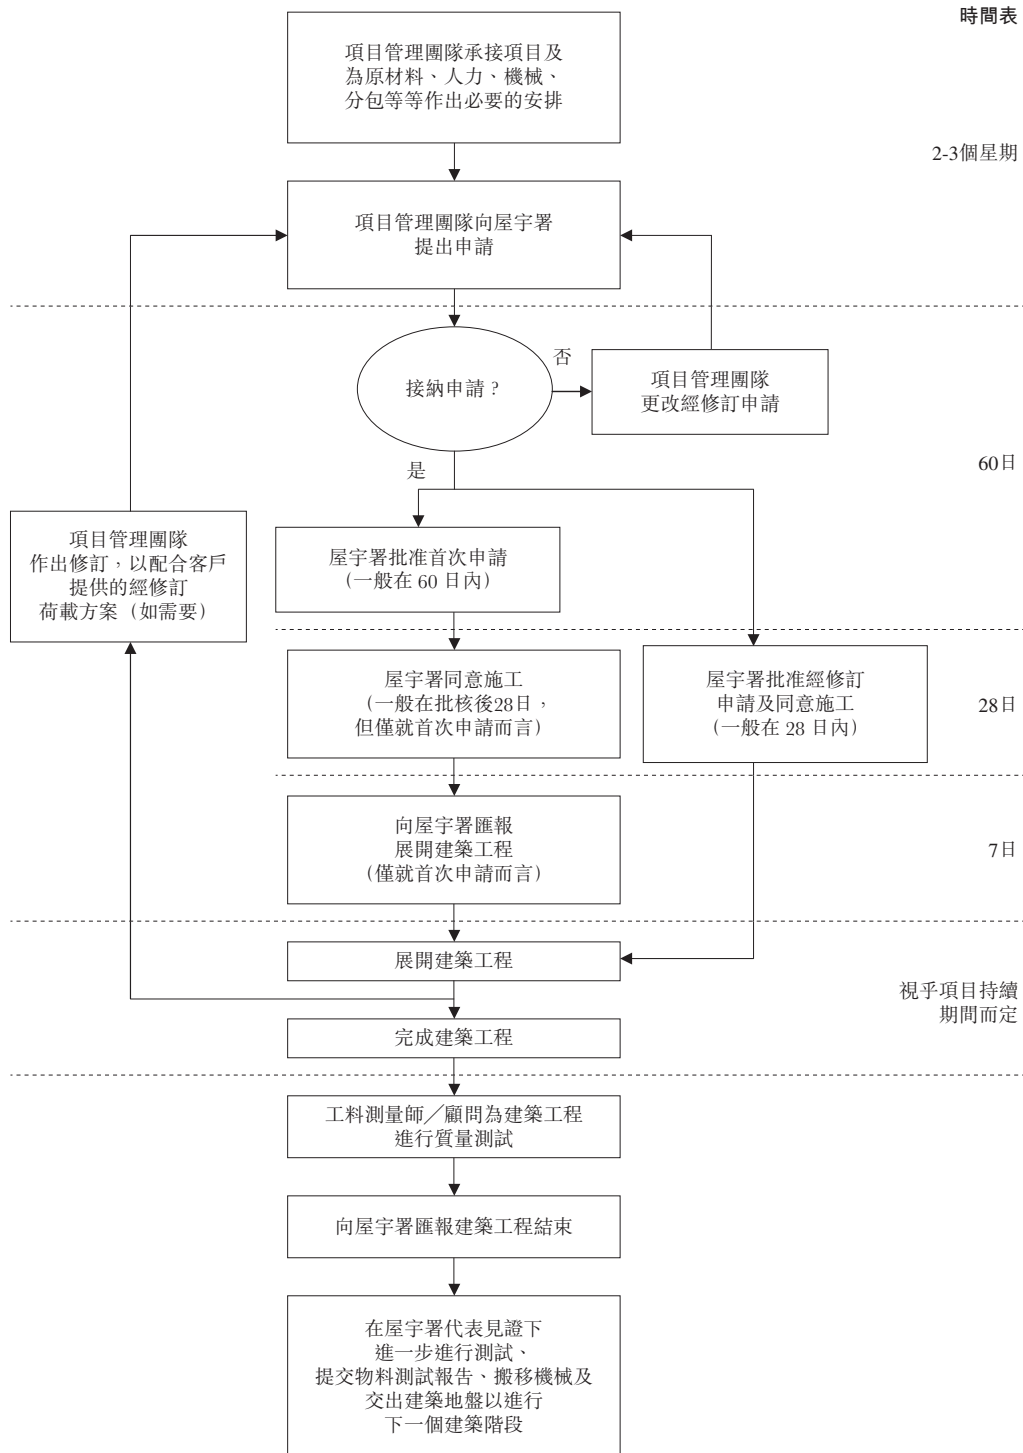 時間表
項目管理團隊承接項目及
為原材料、人力、機械、
分包等等作出必要的安排
2-3個星期
項目管理團隊向屋宇署
提出申請
接納申請？
否
項目管理團隊
更改經修訂申請
是
60日
項目管理團隊
作出修訂，以配合客戶
提供的經修訂
荷載方案（如需要）
屋宇署批准首次申請
（一般在 60 日內）
屋宇署同意施工
（一般在批核後28日，
但僅就首次申請而言）
屋宇署批准經修訂
申請及同意施工
（一般在 28 日內）
28日
向屋宇署匯報
展開建築工程
（僅就首次申請而言）
7日
展開建築工程
視乎項目持續
期間而定
完成建築工程
工料測量師／顧問為建築工程
進行質量測試
向屋宇署匯報建築工程結束
在屋宇署代表見證下
進一步進行測試、
提交物料測試報告、搬移機械及
交出建築地盤以進行
下一個建築階段